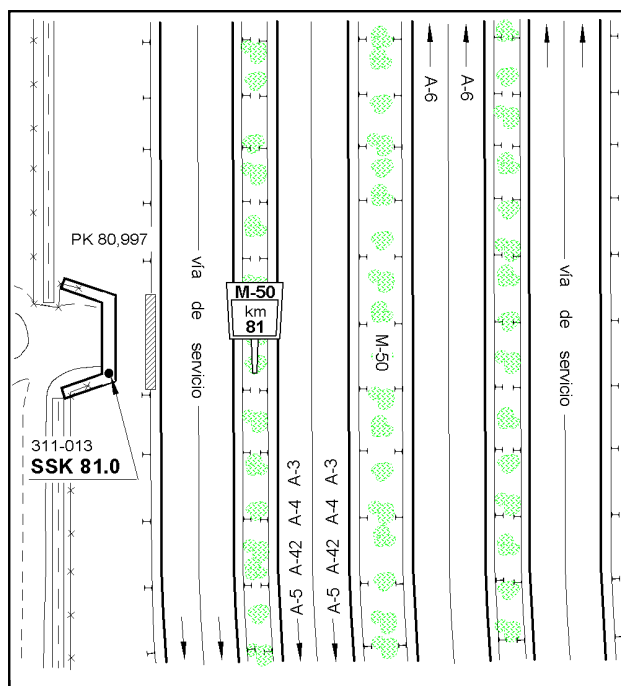 A-6
A-6
PK 80,997
vía de servicio
M-50
km
81
M-50
vía de servicio
311-013
SSK 81.0
A-5 A-42 A-4 A-3
A-5 A-42 A-4 A-3